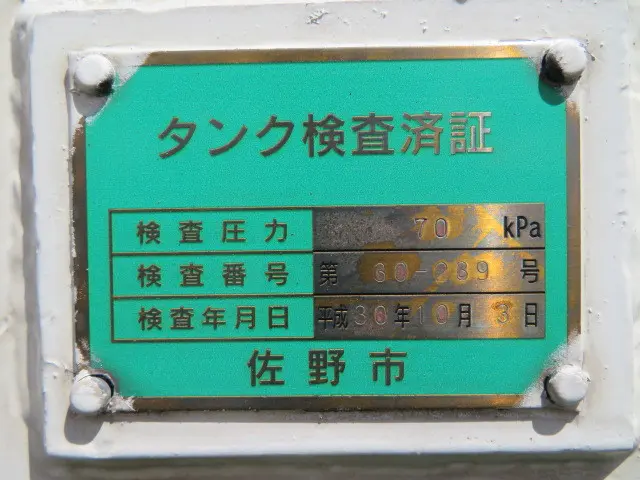 タンク検査済証
検査圧力 70 kPa
検査番号 第 30-289 号
検査年月日 平成30年10月3日
佐野市